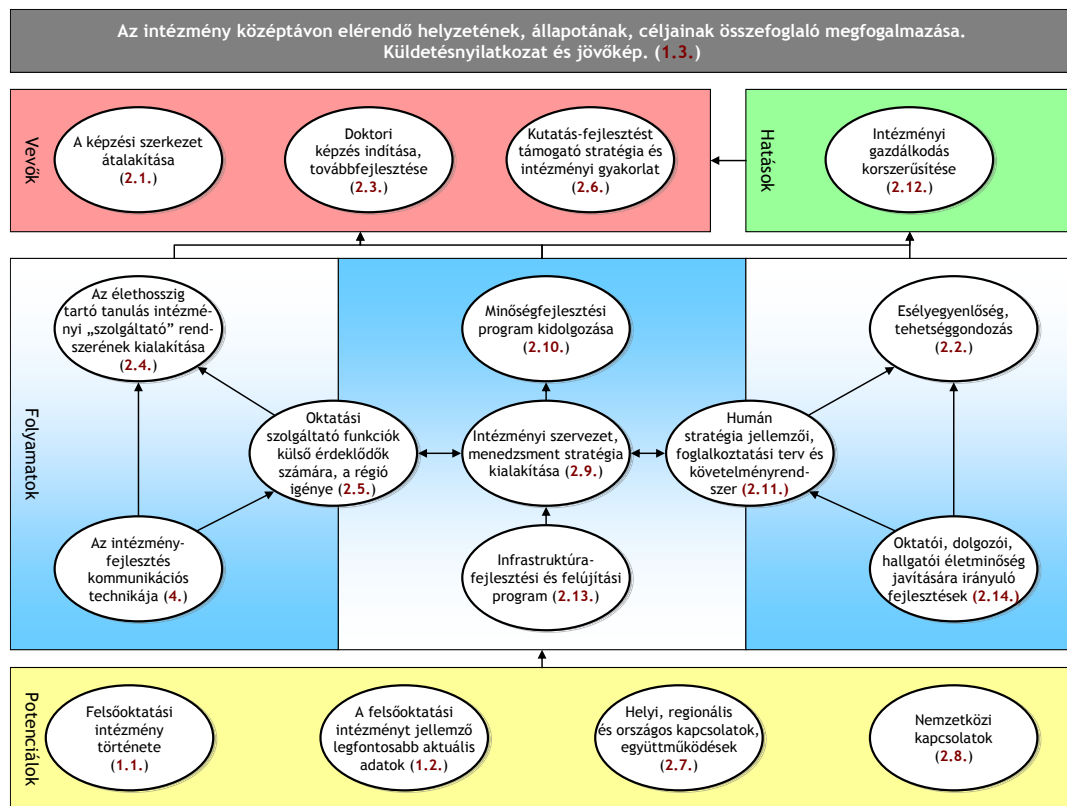 Az intézmény középtávon elérendő helyzetének, állapotának, céljainak összefoglaló megfogalmazása.
Küldetésnyilatkozat és jövőkép. (1.3.)
Vevők
A képzési szerkezet
átalakítása
(2.1.)
Doktori
képzés indítása,
továbbfejlesztése
(2.3.)
Kutatás-fejlesztést
támogató stratégia és
intézményi gyakorlat
(2.6.)
Hatások
Intézményi
gazdálkodás
korszerűsítése
(2.12.)
Folyamatok
Az élethosszig
tartó tanulás intézmé-
nyi „szolgáltató” rend-
szerének kialakítása
(2.4.)
Minőségfejlesztési
program kidolgozása
(2.10.)
Esélyegyenlőség,
tehetséggondozás
(2.2.)
Oktatási
szolgáltató funkciók
külső érdeklődők
számára, a régió
igénye (2.5.)
Intézményi szervezet,
menedzsment stratégia
kialakítása (2.9.)
Humán
stratégia jellemzői,
foglalkoztatási terv és
követelményrend-
szer (2.11.)
Az intézmény-
fejlesztés
kommunikációs
technikája (4.)
Infrastruktúra-
fejlesztési és felújítási
program (2.13.)
Oktatói, dolgozói,
hallgatói életminőség
javítására irányuló
fejlesztések (2.14.)
Potenciálok
Felsőoktatási
intézmény
története
(1.1.)
A felsőoktatási
intézményt jellemző
legfontosabb aktuális
adatok (1.2.)
Helyi, regionális
és országos kapcsolatok,
együttműködések
(2.7.)
Nemzetközi
kapcsolatok
(2.8.)